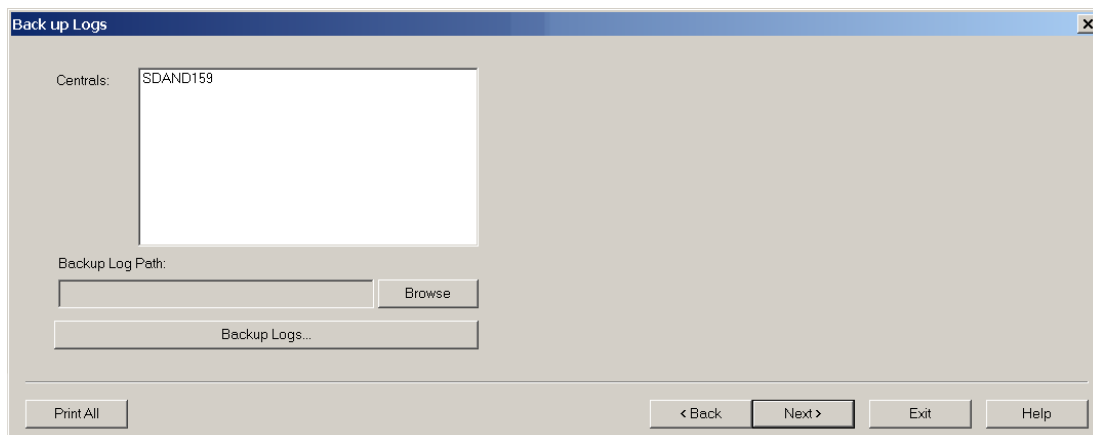 Back up Logs
Centrals:
SDAND159
Backup Log Path:
Browse
Backup Logs...
Print All
< Back
Next >
Exit
Help